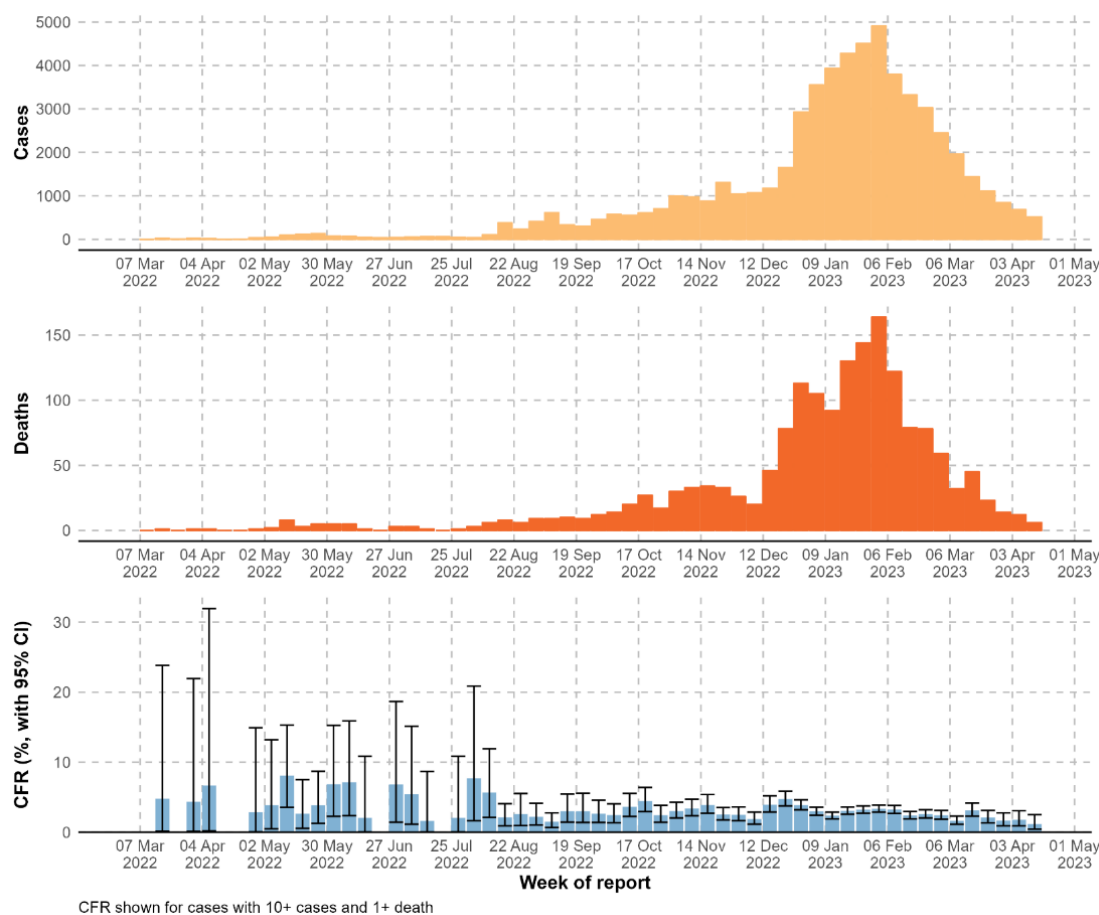 Cases
5000
4000
3000
2000
1000
0
07 Mar 04 Apr 02 May 30 May 27 Jun 25 Jul 22 Aug 19 Sep 17 Oct 14 Nov 12 Dec 09 Jan 06 Feb 06 Mar 03 Apr 01 May
2022 2022 2022 2022 2022 2022 2022 2022 2022 2022 2022 2023 2023 2023 2023 2023
Deaths
150
100
50
0
07 Mar 04 Apr 02 May 30 May 27 Jun 25 Jul 22 Aug 19 Sep 17 Oct 14 Nov 12 Dec 09 Jan 06 Feb 06 Mar 03 Apr 01 May
2022 2022 2022 2022 2022 2022 2022 2022 2022 2022 2022 2023 2023 2023 2023 2023
CFR (%, with 95% CI)
30
20
10
0
07 Mar 04 Apr 02 May 30 May 27 Jun 25 Jul 22 Aug 19 Sep 17 Oct 14 Nov 12 Dec 09 Jan 06 Feb 06 Mar 03 Apr 01 May
2022 2022 2022 2022 2022 2022 2022 2022 2022 2022 2022 2023 2023 2023 2023 2023
Week of report
CFR shown for cases with 10+ cases and 1+ death